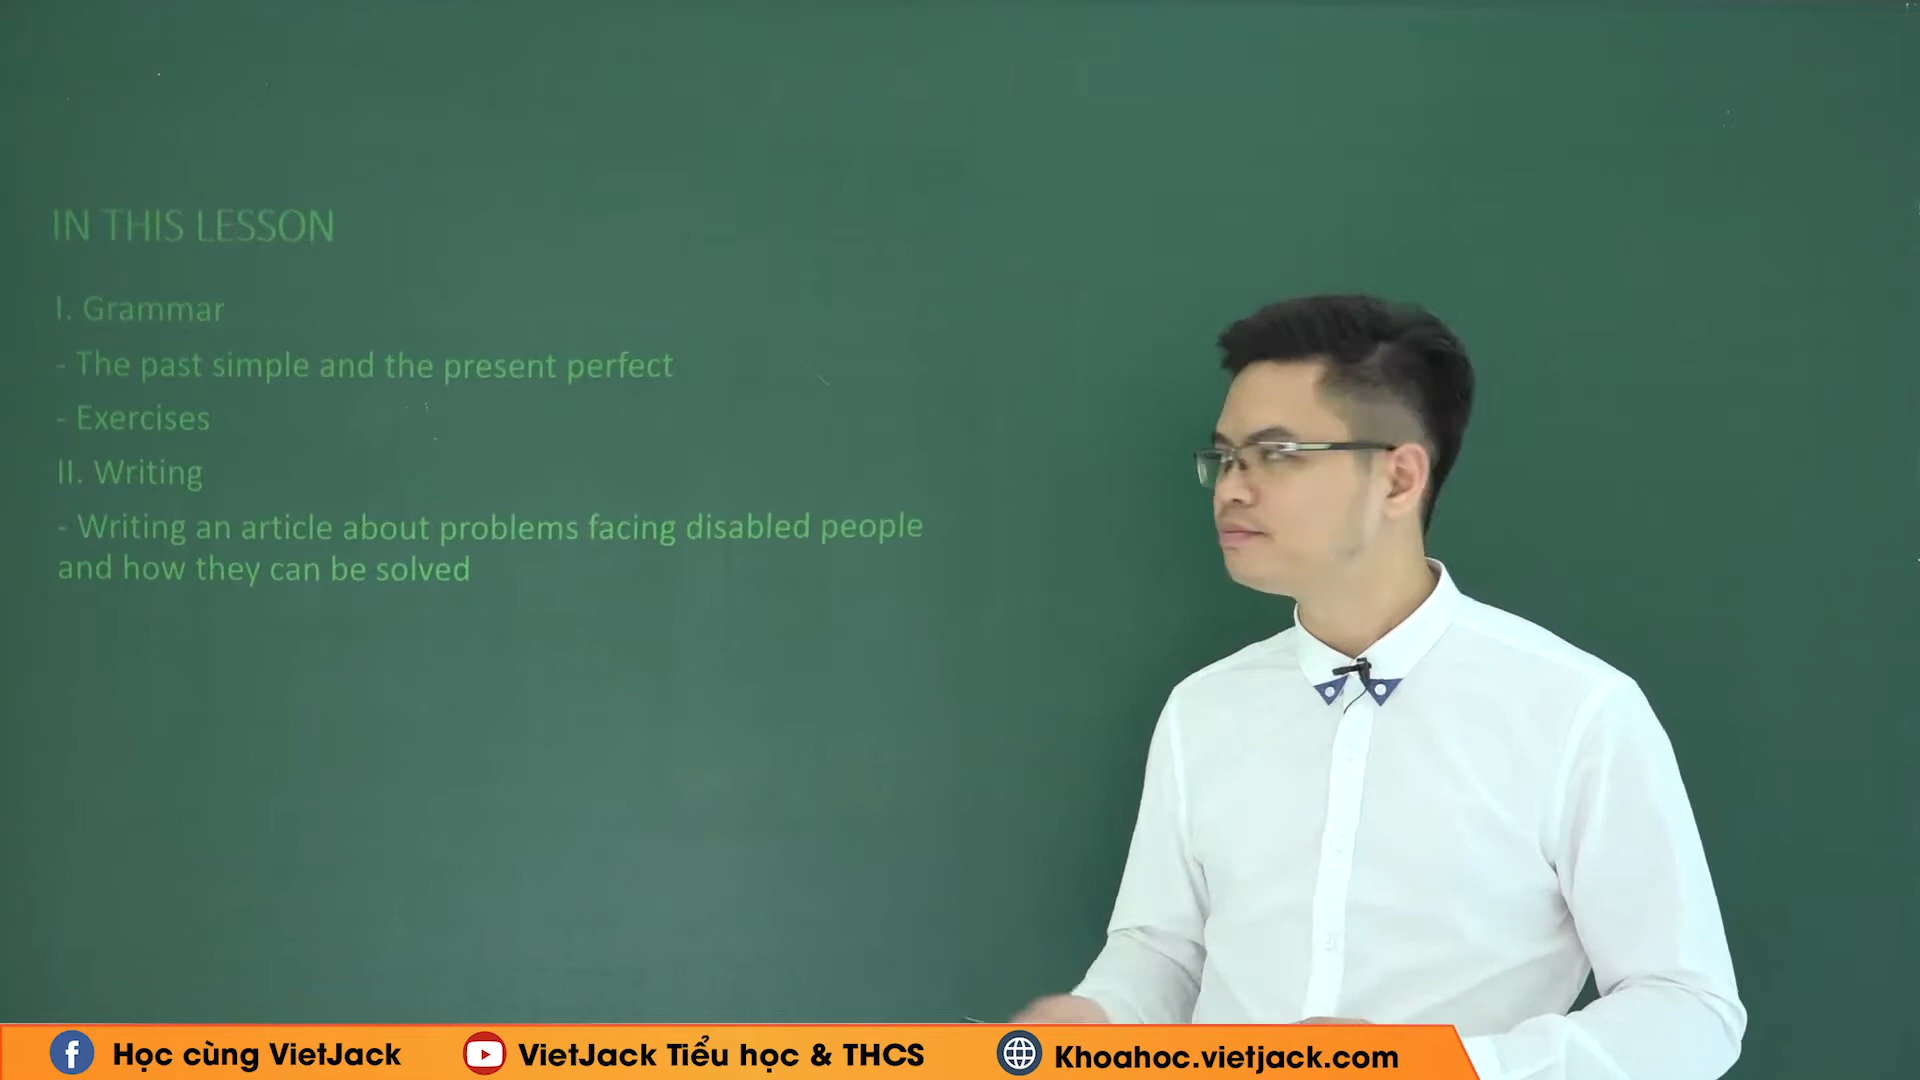 IN THIS LESSON
I. Grammar
- The past simple and the present perfect
- Exercises
II. Writing
- Writing an article about problems facing disabled people
and how they can be solved
Học cùng VietJack
VietJack Tiểu học & THCS
Khoahoc.vietjack.com